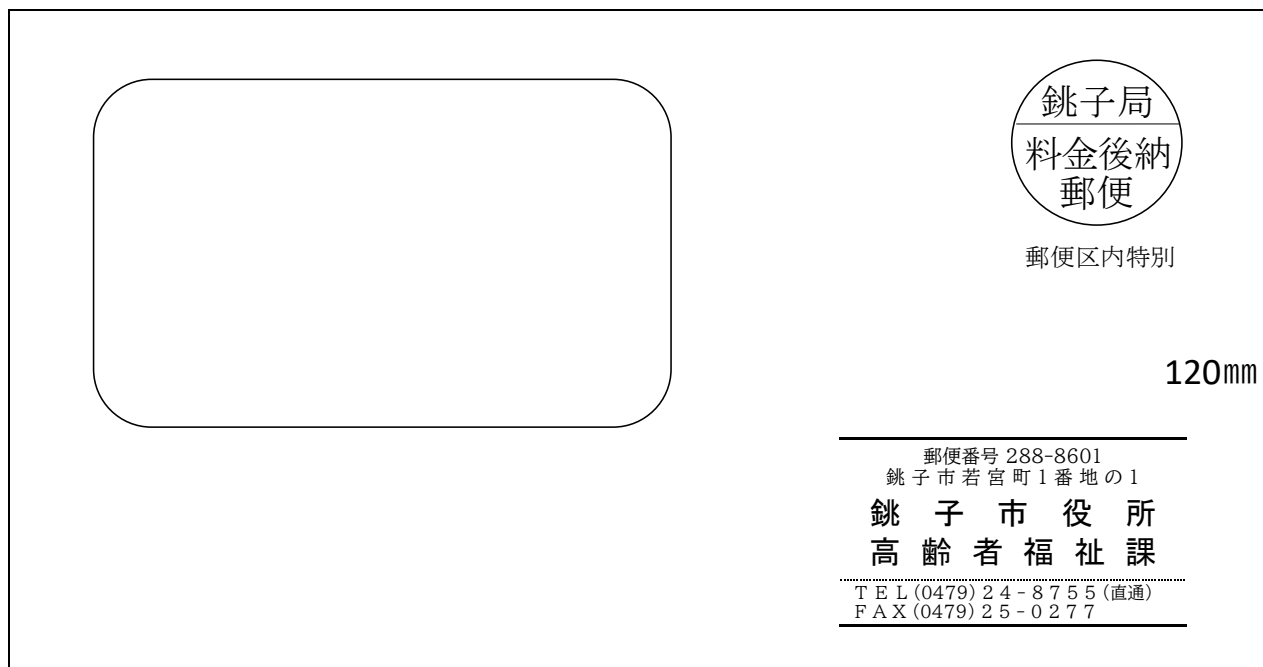 銚子局
料金後納
郵便
郵便区内特別
120㎜
郵便番号 288-8601
銚子市若宮町1番地の1
銚子市役所
高齢者福祉課
TEL(0479)24-8755(直通)
FAX(0479)25-0277